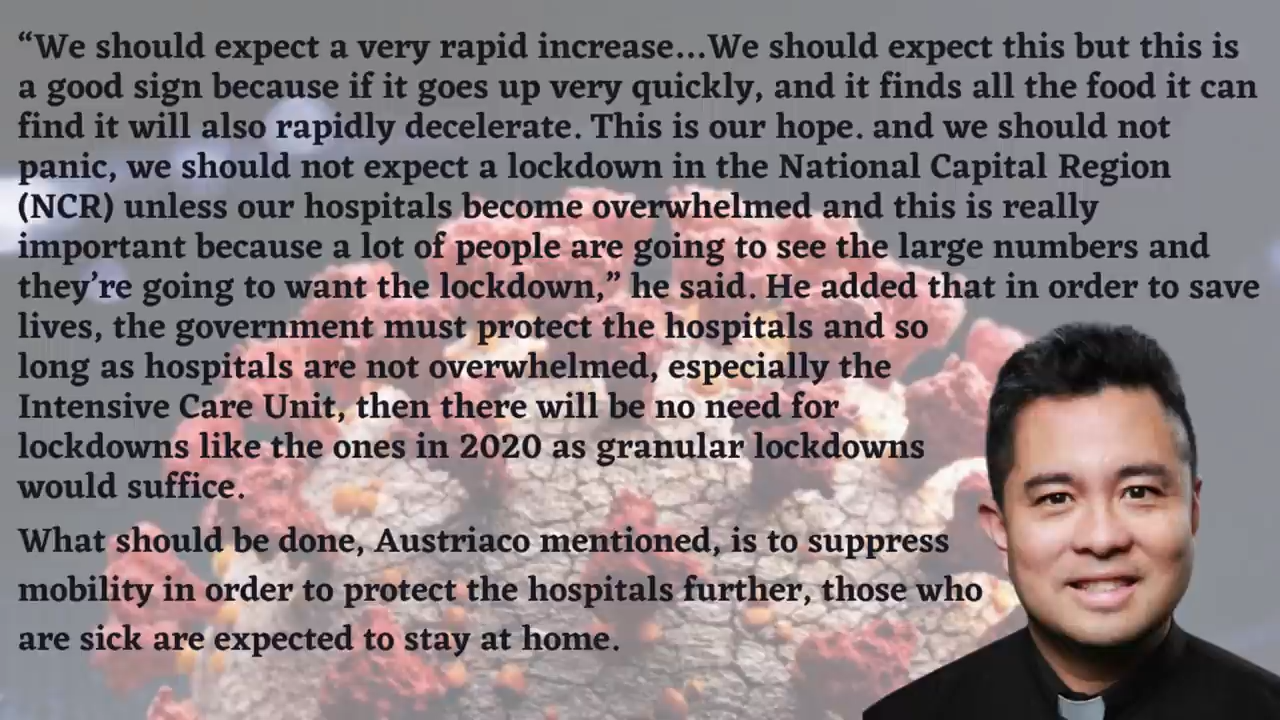 “We should expect a very rapid increase...We should expect this but this is
a good sign because if it goes up very quickly, and it finds all the food it can
find it will also rapidly decelerate. This is our hope. and we should not
panic, we should not expect a lockdown in the National Capital Region
(NCR) unless our hospitals become overwhelmed and this is really
important because a lot of people are going to see the large numbers and
they’re going to want the lockdown,” he said. He added that in order to save
lives, the government must protect the hospitals and so
long as hospitals are not overwhelmed, especially the
Intensive Care Unit, then there will be no need for
lockdowns like the ones in 2020 as granular lockdowns
would suffice.
What should be done, Austriaco mentioned, is to suppress
mobility in order to protect the hospitals further, those who
are sick are expected to stay at home.